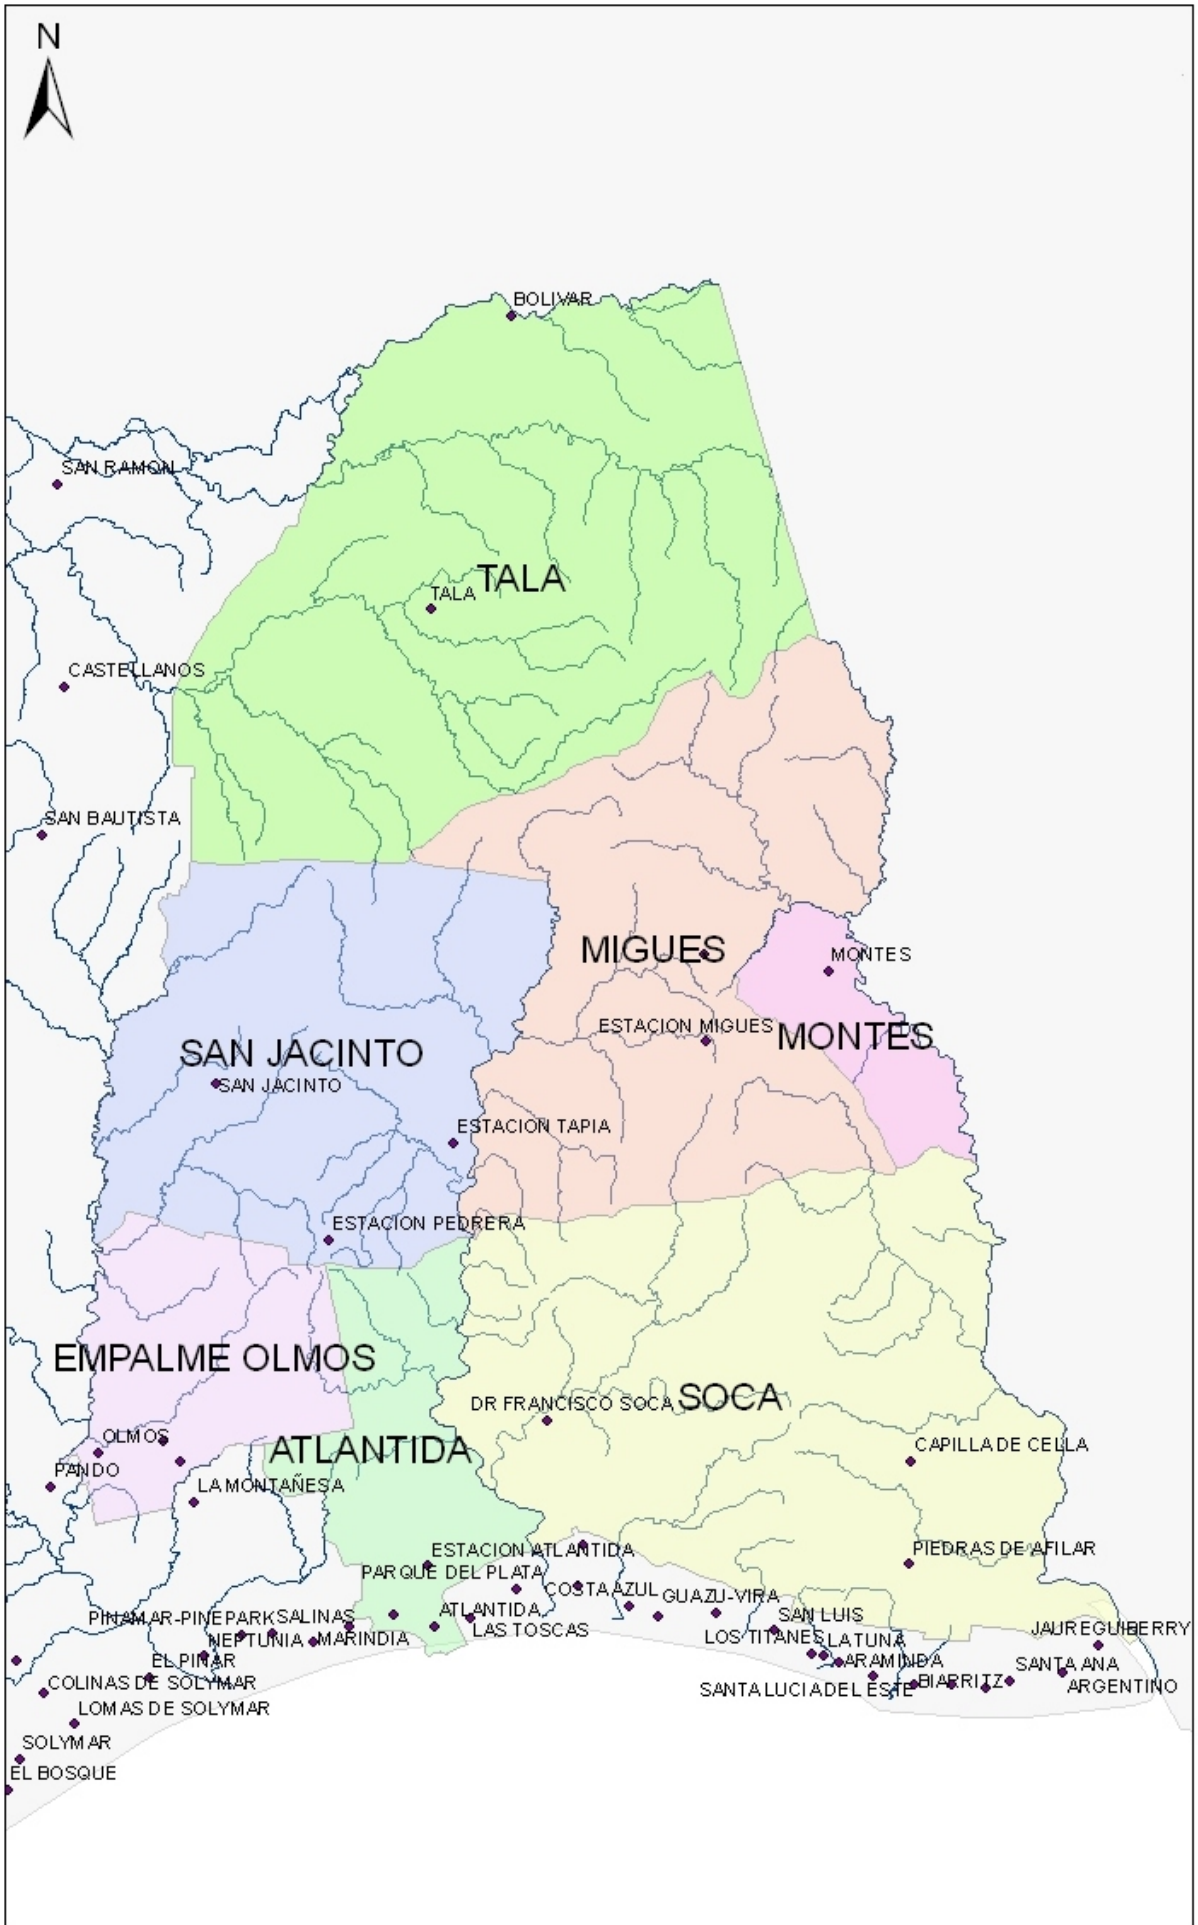 N
BOLIVAR
SAN RAMON
TALA
TALA
CASTELLANOS
SAN BAUTISTA
MIGUES
MONTES
ESTACION MIGUES
MONTES
SAN JACINTO
SAN JACINTO
ESTACION TAPIA
ESTACION PEDRERA
EMPALME OLMOS
SOCA
DR FRANCISCO SOCA
OLMOS
ATLANTIDA
CAPILLA DE CELLA
PANDO
LA MONTAÑESA
ESTACION ATLANTIDA
PIEDRAS DE AFILAR
PARQUE DEL PLATA
COSTA AZUL
GUAZU-VIRA
PINAMAR-PINEPARK
SALINAS
ATLANTIDA
SAN LUIS
LAS TOSCAS
JAUREGUIBERRY
NEPTUNIA
MARINDIA
LOS TITANES
LA TUNA
EL PINAR
ARAMINDA
SANTA ANA
COLINAS DE SOLYMAR
SANTA LUCIA DEL ESTE
BIARRITZ
ARGENTINO
LOMAS DE SOLYMAR
SOLYMAR
EL BOSQUE